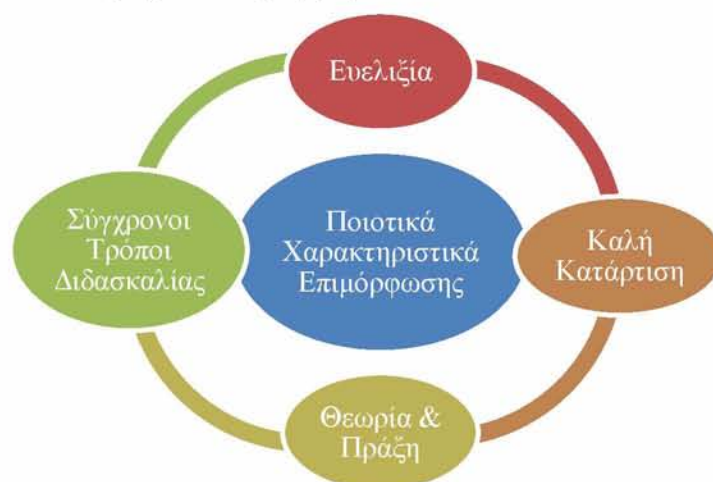 Ευελιξία
Σύγχρονοι
Τρόποι
Διδασκαλίας
Ποιοτικά
Χαρακτηριστικά
Επιμόρφωσης
Καλή
Κατάρτιση
Θεωρία &
Πράξη